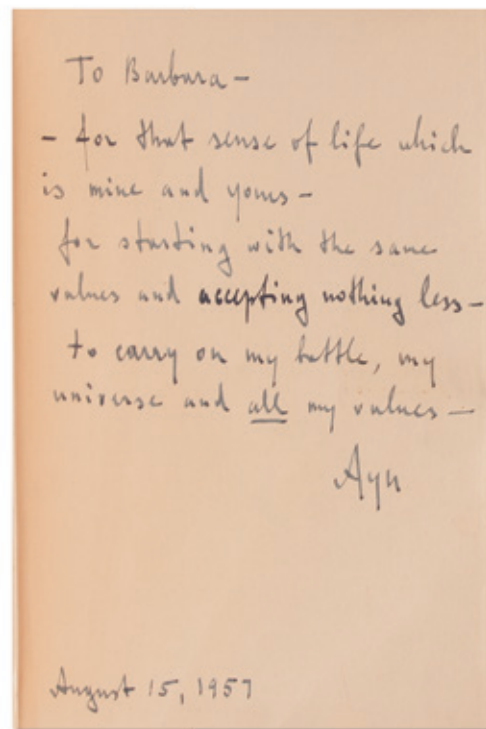 To Barbara –
– for that sense of life which
is mine and yours –
for starting with the same
values and accepting nothing less –
to carry on my battle, my
universe and all my values –
Ayn
August 15, 1957